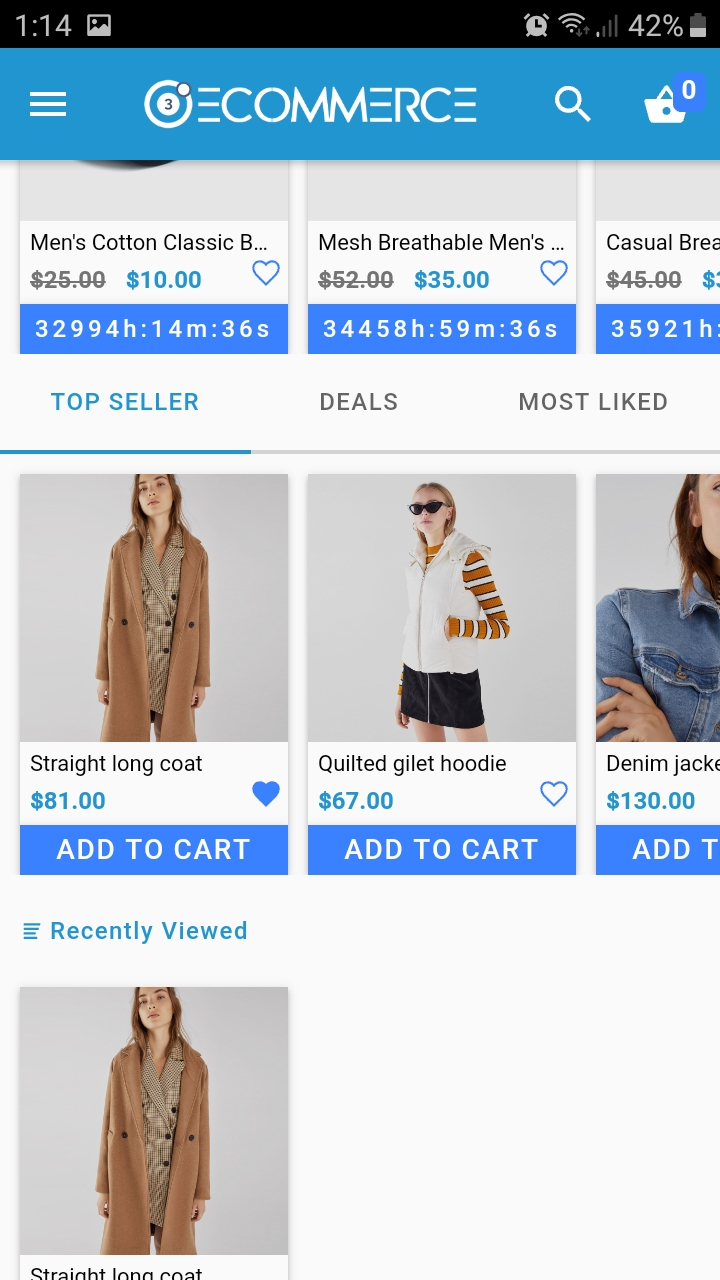 1:14
42%
3
ECOMMERCE
0
Men's Cotton Classic B...
$25.00 $10.00
32994h:14m:36s
Mesh Breathable Men's ...
$52.00 $35.00
34458h:59m:36s
Casual Brea
$45.00 $3
35921h:
TOP SELLER
DEALS
MOST LIKED
Straight long coat
$81.00
ADD TO CART
Quilted gilet hoodie
$67.00
ADD TO CART
Denim jacke
$130.00
ADD T
Recently Viewed
Straight long coat